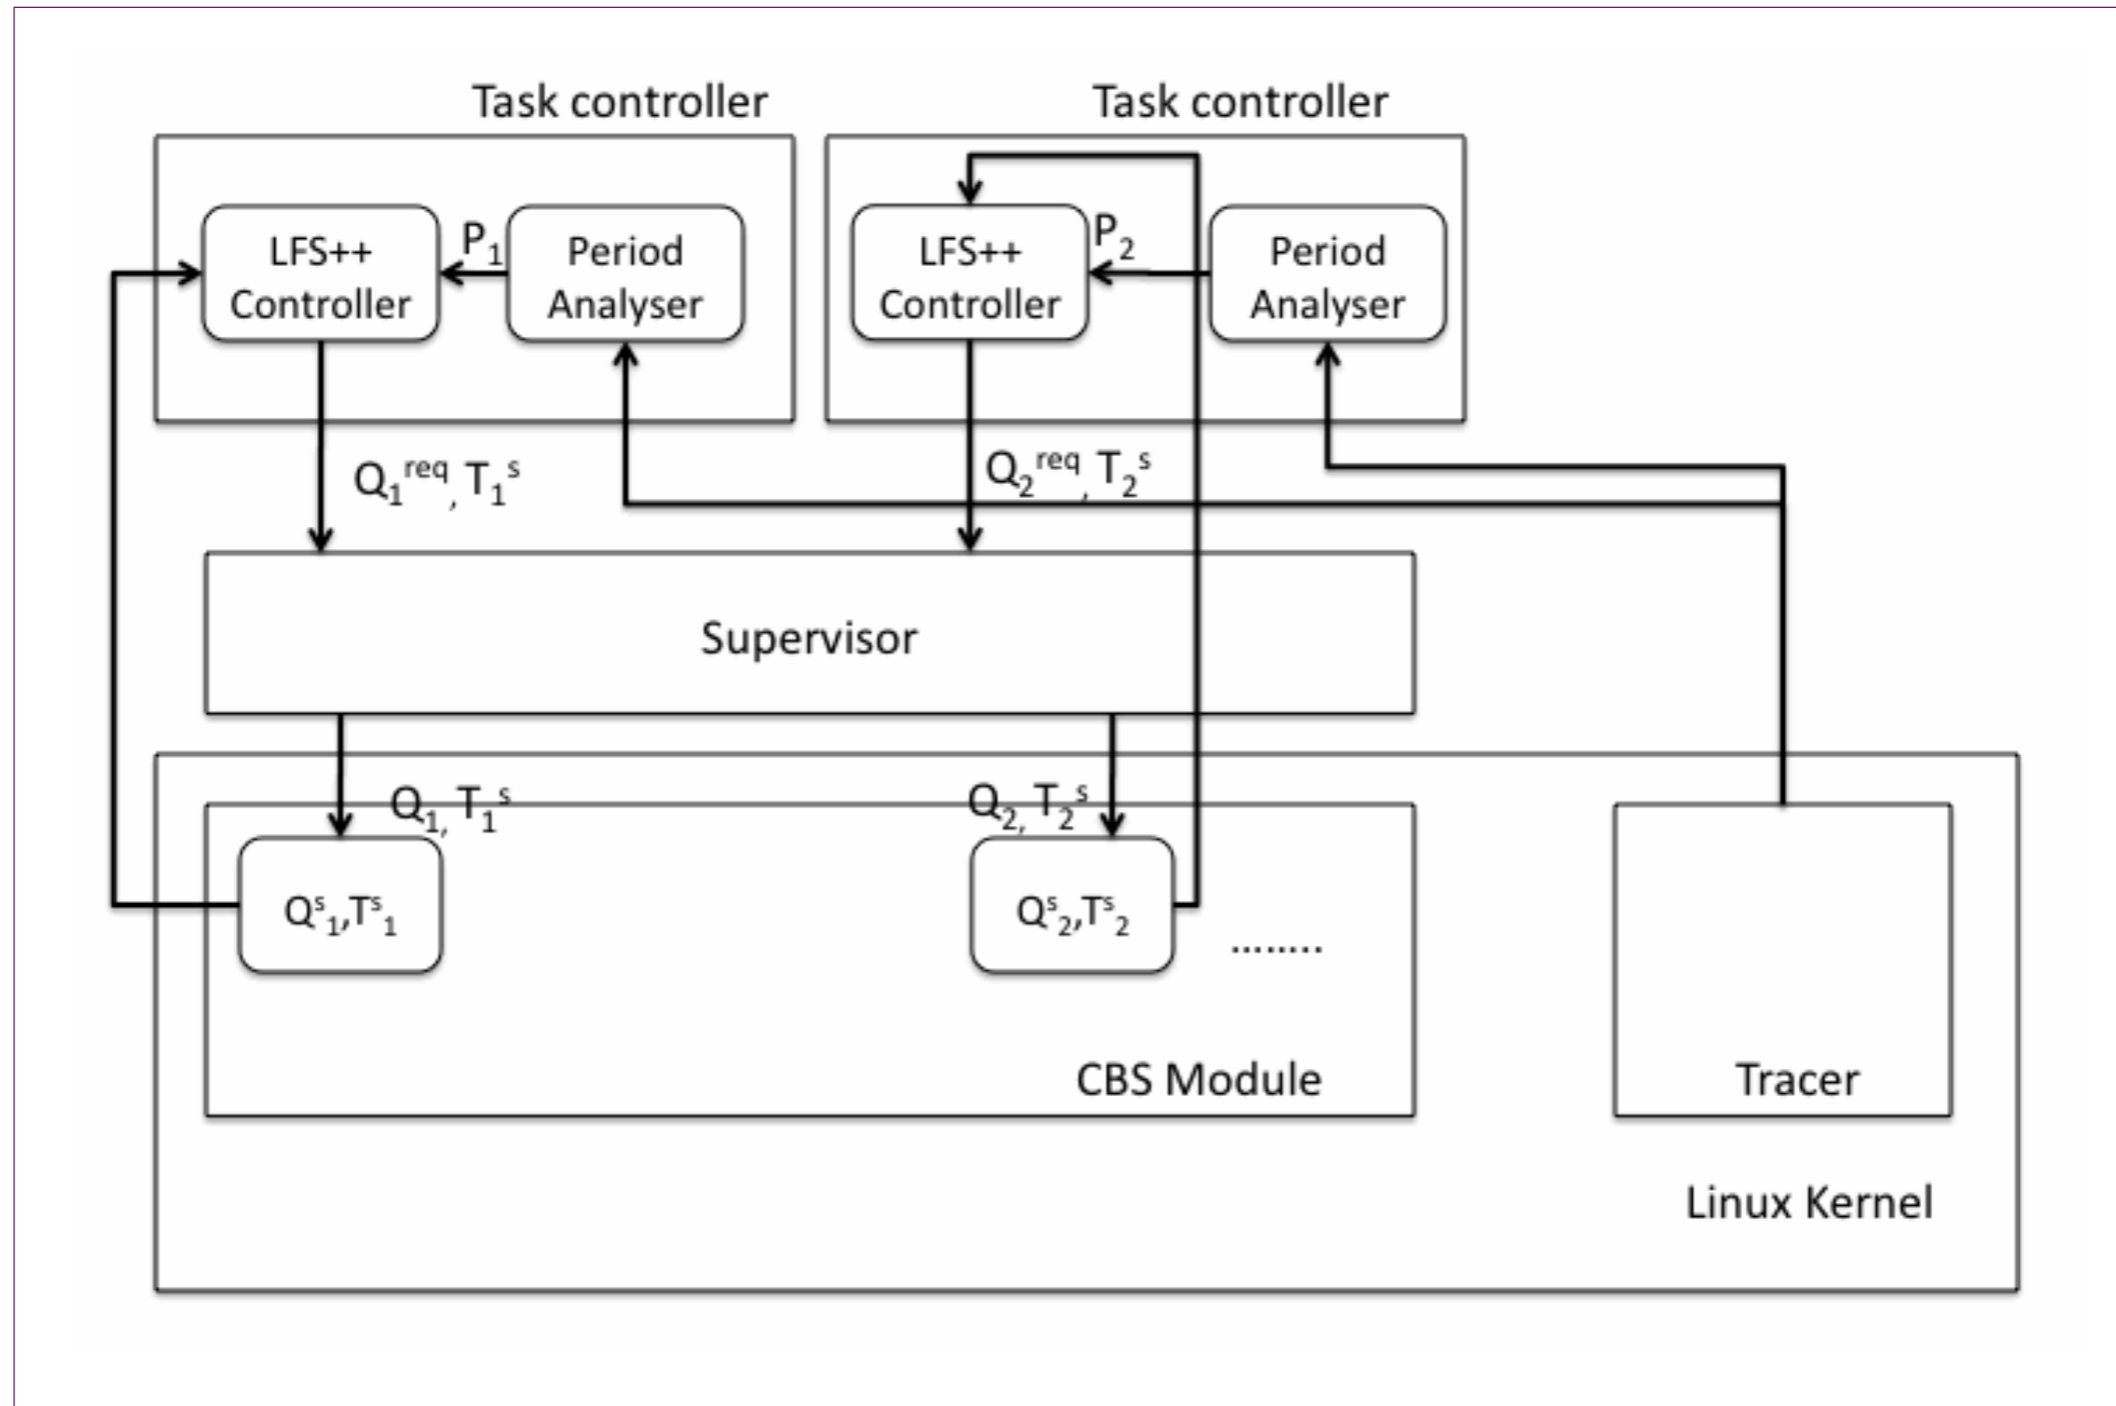 Task controller
Task controller
LFS++
Controller
P₁
Period
Analyser
LFS++
Controller
P₂
Period
Analyser
Q₁ʳᵉq, T₁ˢ
Q₂ʳᵉq, T₂ˢ
Supervisor
Q₁, T₁ˢ
Q₂, T₂ˢ
Qˢ₁,Tˢ₁
Qˢ₂,Tˢ₂
........
CBS Module
Tracer
Linux Kernel